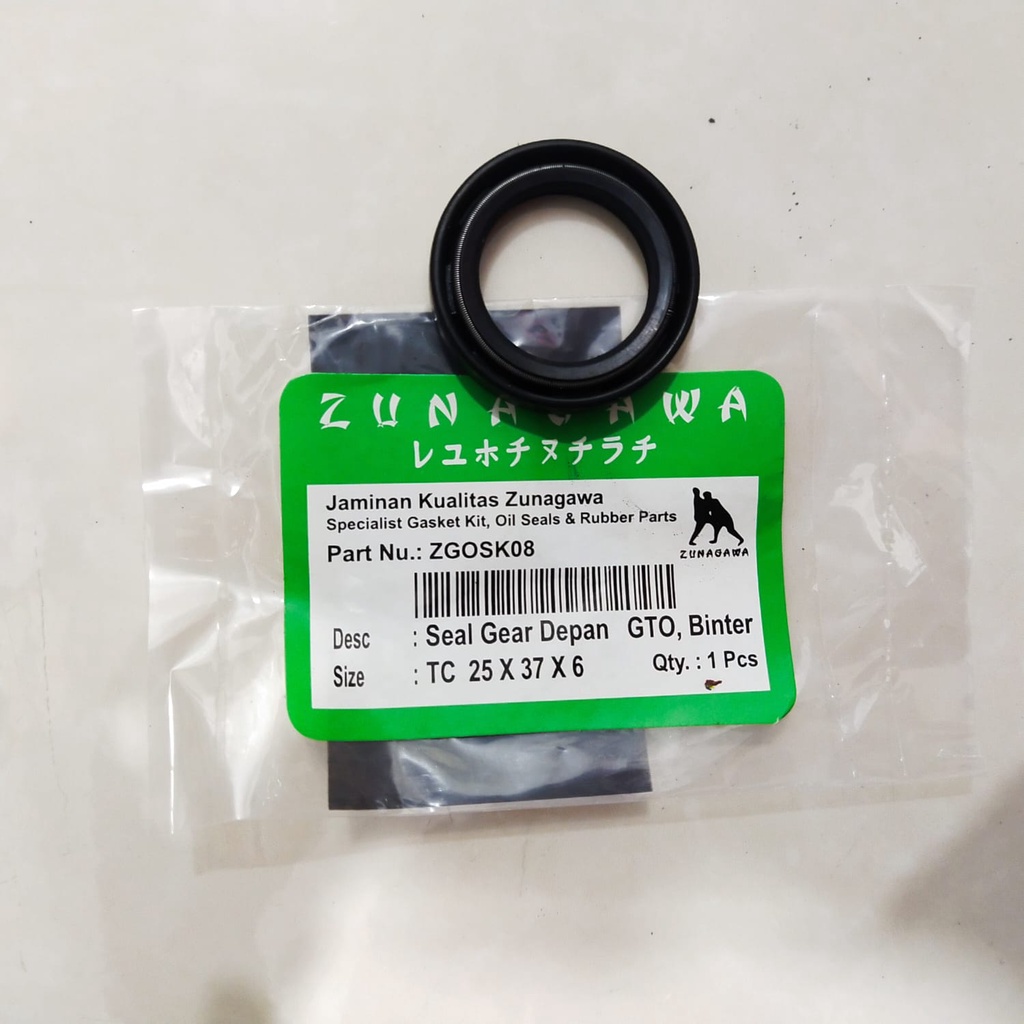 ZUNAGAWA
レユホチヌチラチ
Jaminan Kualitas Zunagawa
Specialist Gasket Kit, Oil Seals & Rubber Parts
ZUNAGAWA
Part Nu.: ZGOSK08
Desc : Seal Gear Depan GTO, Binter
Size : TC 25 X 37 X 6 Qty. : 1 Pcs